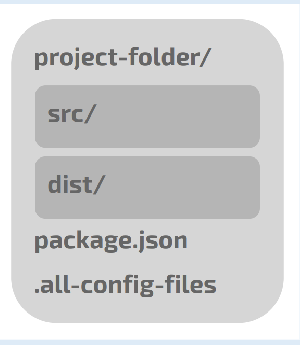 project-folder/
src/
dist/
package.json
.all-config-files